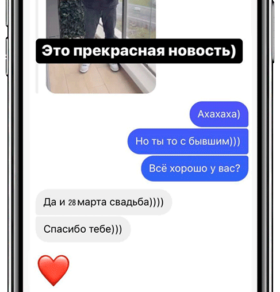 Это прекрасная новость)
Ахахаха)
Но ты то с бывшим)))
Всё хорошо у вас?
Да и 28 марта свадьба))))
Спасибо тебе)))